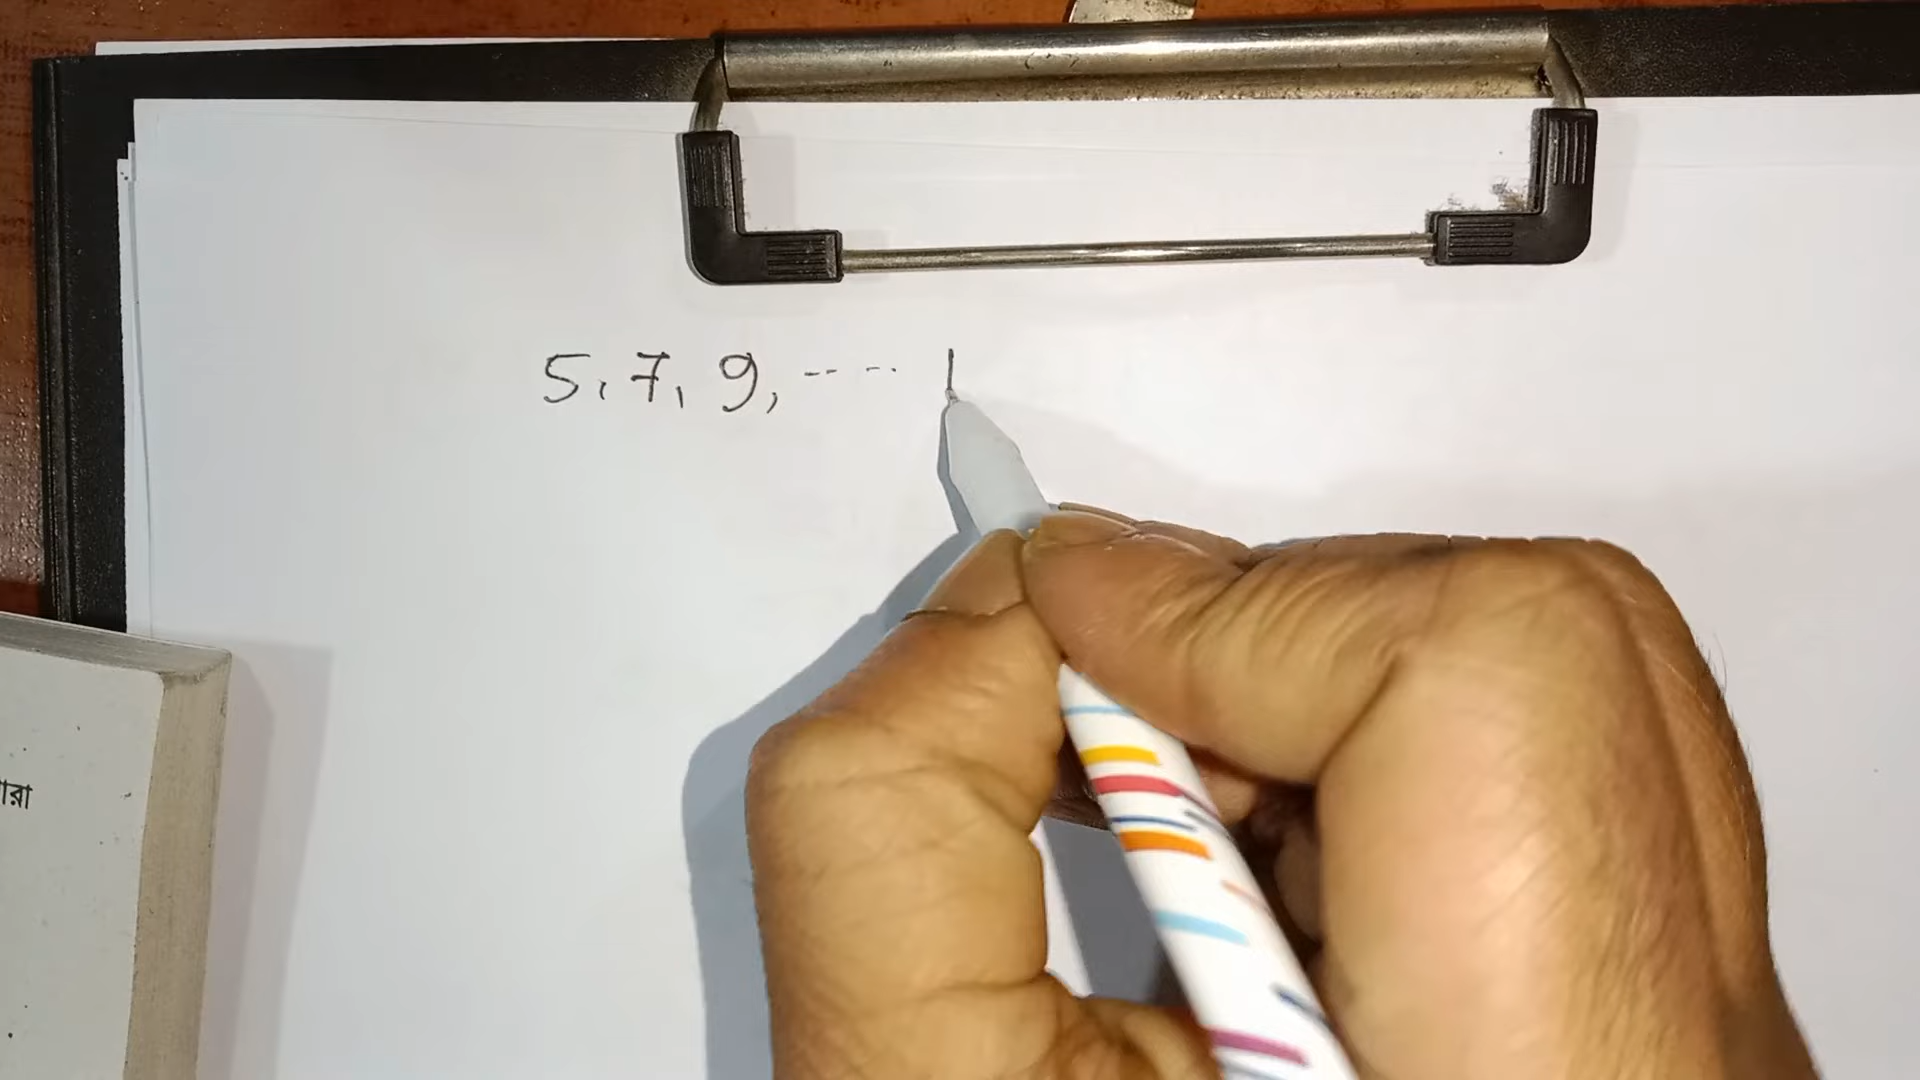 5, 7, 9, ---- 1
ারা